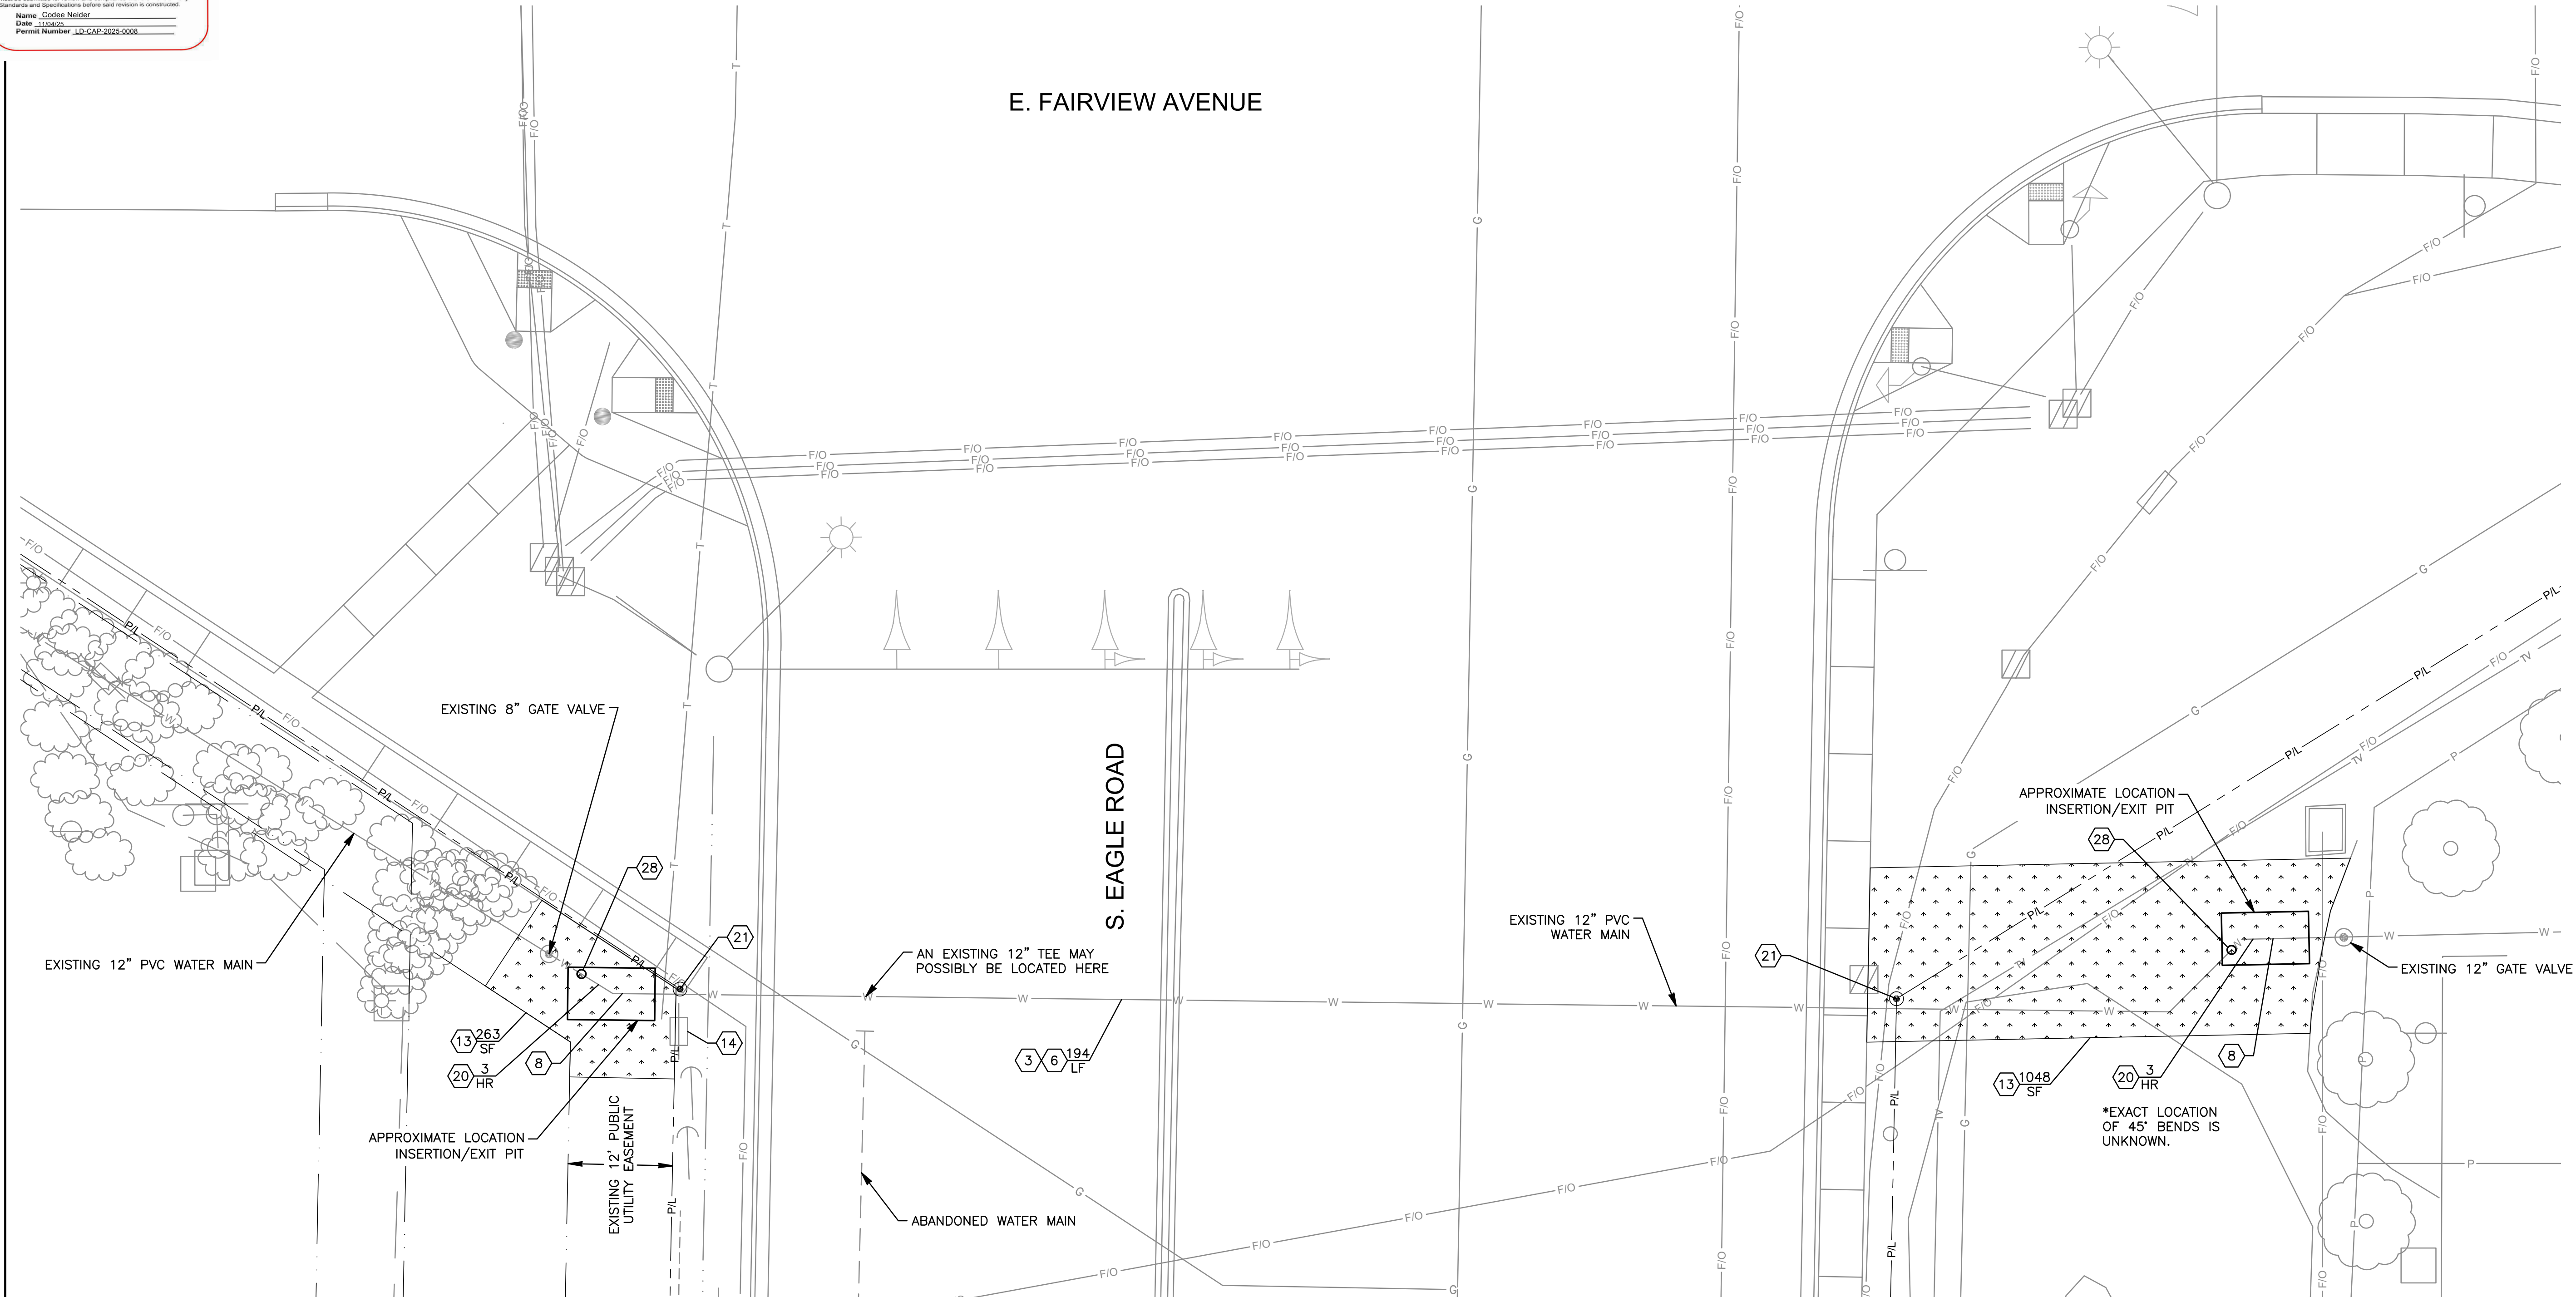 Standards and Specifications before said revision is constructed.
Name Codee Neider
Date 11/04/25
Permit Number LD-CAP-2025-0008
E. FAIRVIEW AVENUE
S. EAGLE ROAD
EXISTING 8" GATE VALVE
28
21
EXISTING 12" PVC WATER MAIN
13 263
SF
20 3
HR
8
14
APPROXIMATE LOCATION
INSERTION/EXIT PIT
EXISTING 12' PUBLIC
UTILITY EASEMENT
AN EXISTING 12" TEE MAY
POSSIBLY BE LOCATED HERE
3 6 194
LF
ABANDONED WATER MAIN
EXISTING 12" PVC
WATER MAIN
21
APPROXIMATE LOCATION
INSERTION/EXIT PIT
28
EXISTING 12" GATE VALVE
13 1048
SF
20 3
HR
8
*EXACT LOCATION
OF 45° BENDS IS
UNKNOWN.
P/L
F/O
T
G
W
TV
P